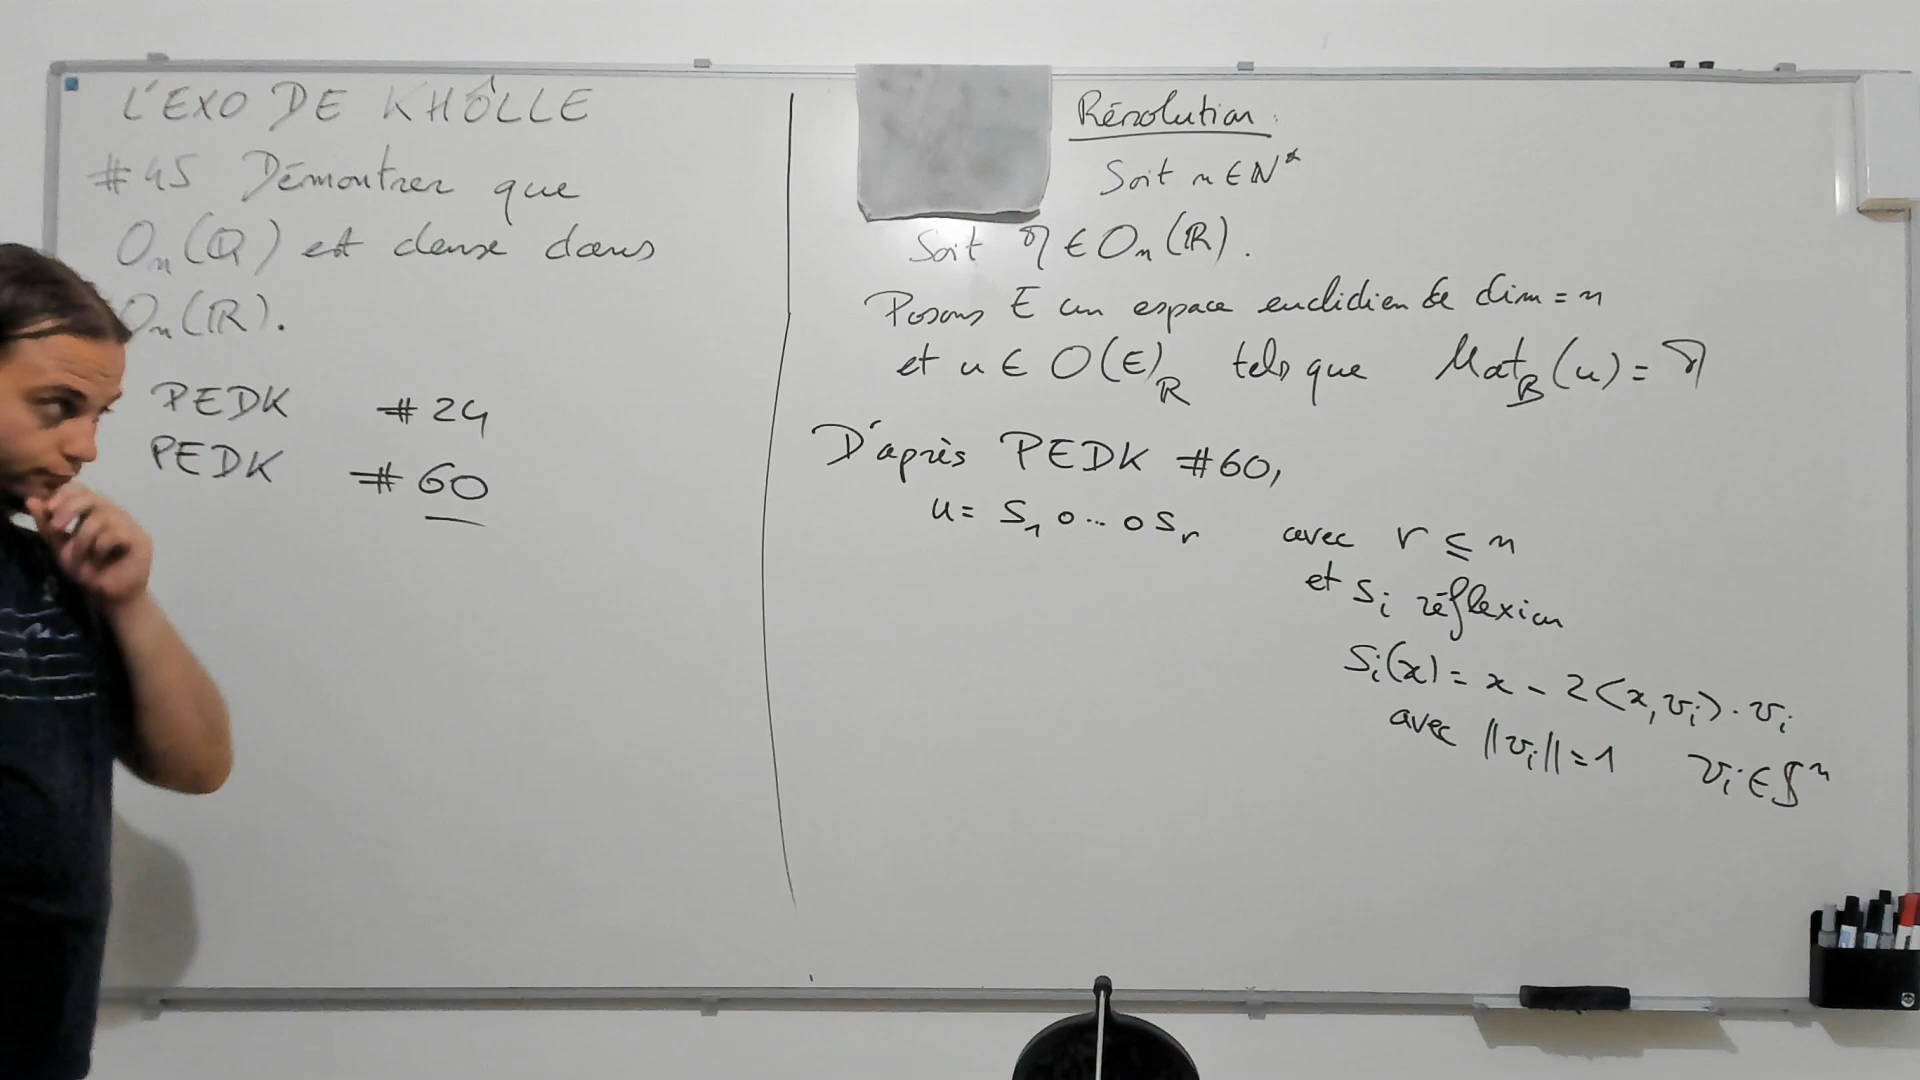 L'EXO DE KHÔLLE
#45 Démontrer que
On(Q) est dense dans
On(R).
PEDK #24
PEDK #60
Résolution :
Soit n ∈ N*
Soit M ∈ On(R).
Posons E un espace euclidien de dim = n
et u ∈ O(E)R tels que MatB(u) = M
D'après PEDK #60,
u = S1 o ... o Sr avec r ≤ n
et Si réflexion
Si(x) = x - 2<x, vi> . vi
avec ||vi|| = 1 vi ∈ Sn